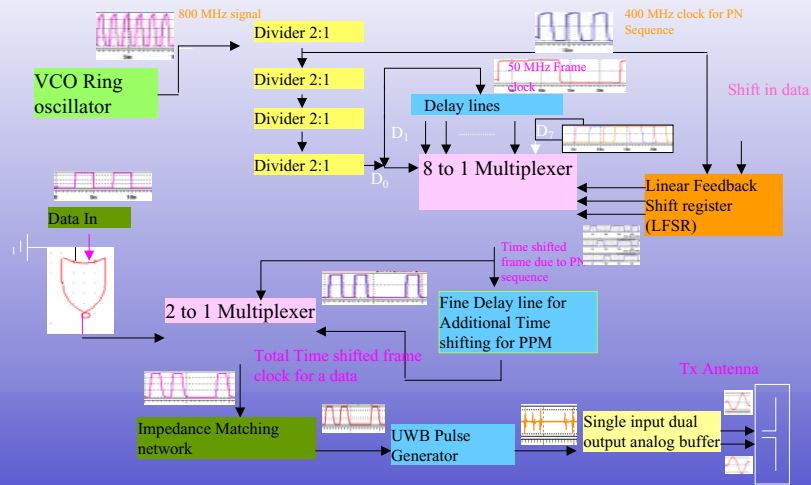 800 MHz signal
400 MHz clock for PN
Sequence
Divider 2:1
VCO Ring
oscillator
Divider 2:1
50 MHz Frame
clock
Shift in data
Delay lines
Divider 2:1
D1
D7
Divider 2:1
D0
8 to 1 Multiplexer
Linear Feedback
Shift register
(LFSR)
Data In
Time shifted
frame due to PN
sequence
2 to 1 Multiplexer
Fine Delay line for
Additional Time
shifting for PPM
Total Time shifted frame
clock for a data
Tx Antenna
Impedance Matching
network
UWB Pulse
Generator
Single input dual
output analog buffer